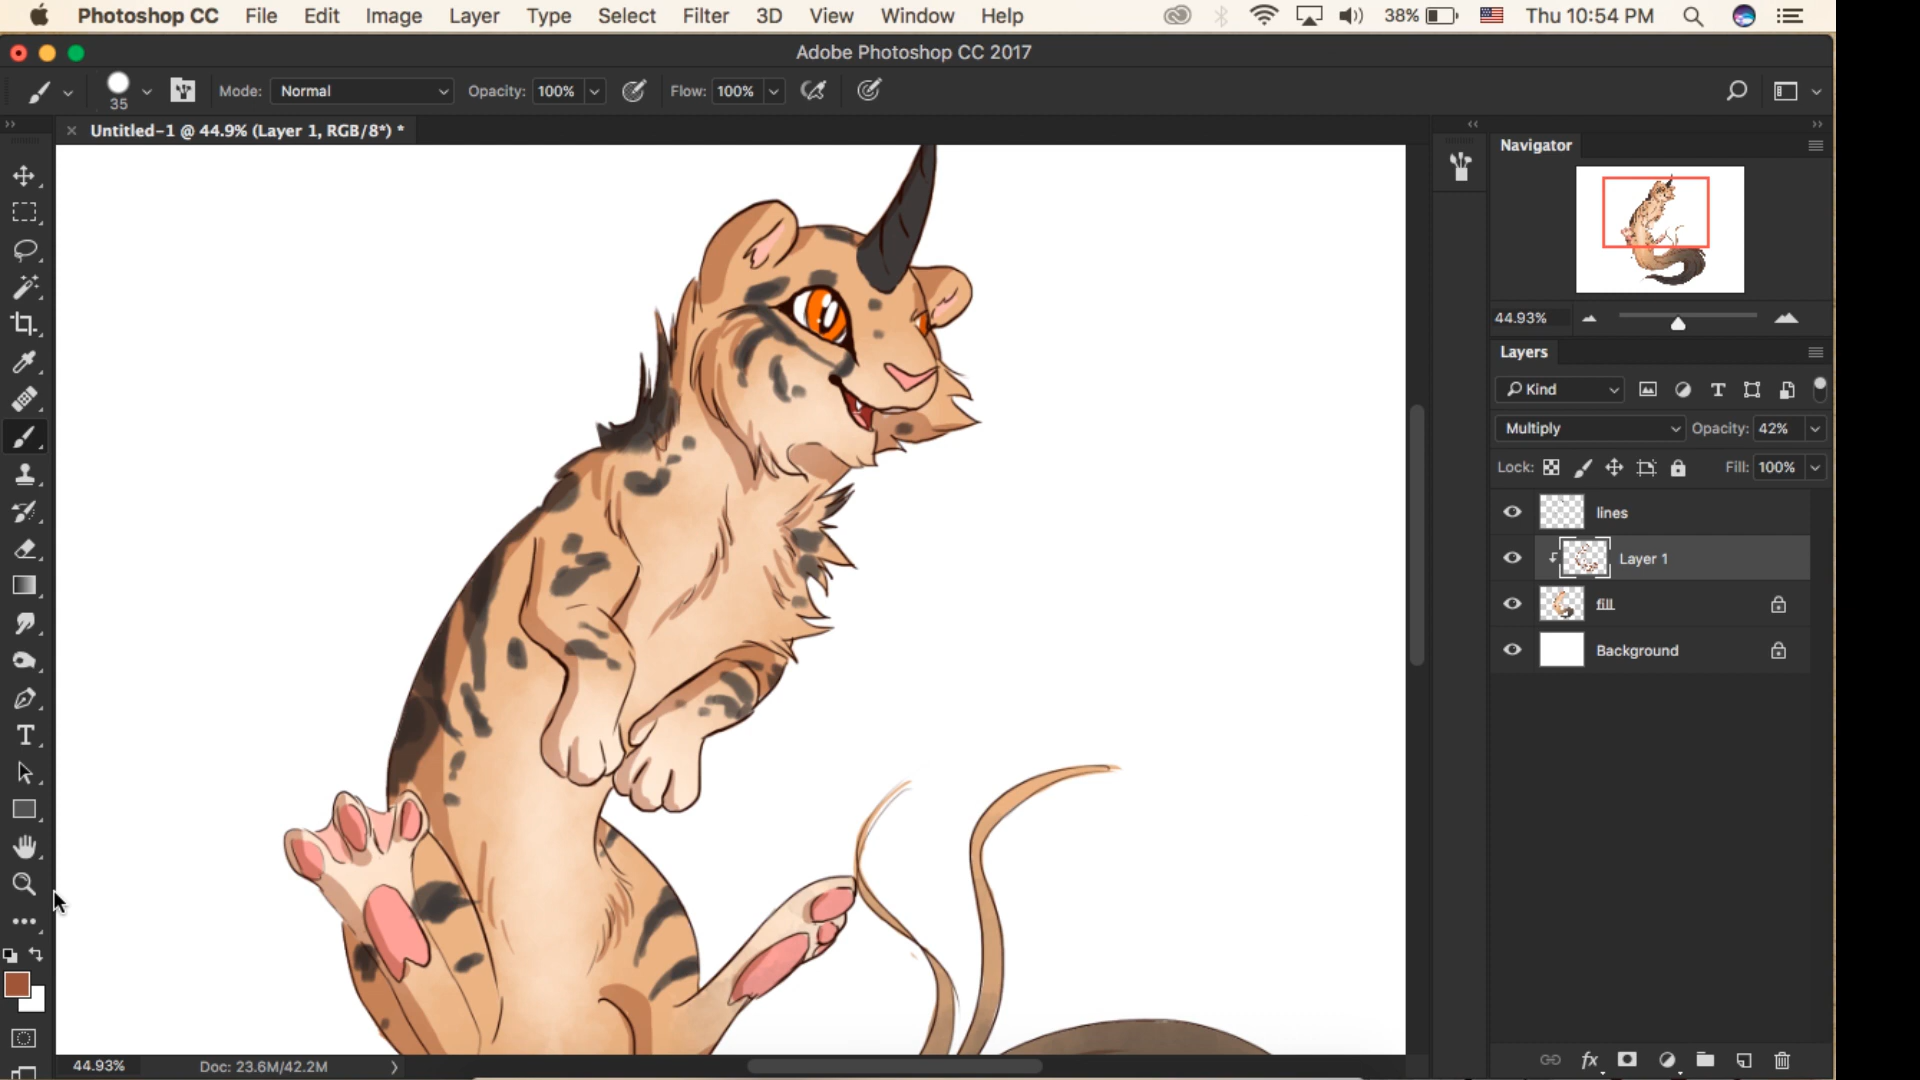 Photoshop CC File Edit Image Layer Type Select Filter 3D View Window Help 38% Thu 10:54 PM
Adobe Photoshop CC 2017
35 Mode: Normal Opacity: 100% Flow: 100%
Untitled-1 @ 44.9% (Layer 1, RGB/8*) *
Navigator
44.93%
Layers
Kind
Multiply Opacity: 42%
Lock: Fill: 100%
lines
Layer 1
fill
Background
fx
44.93% Doc: 23.6M/42.2M